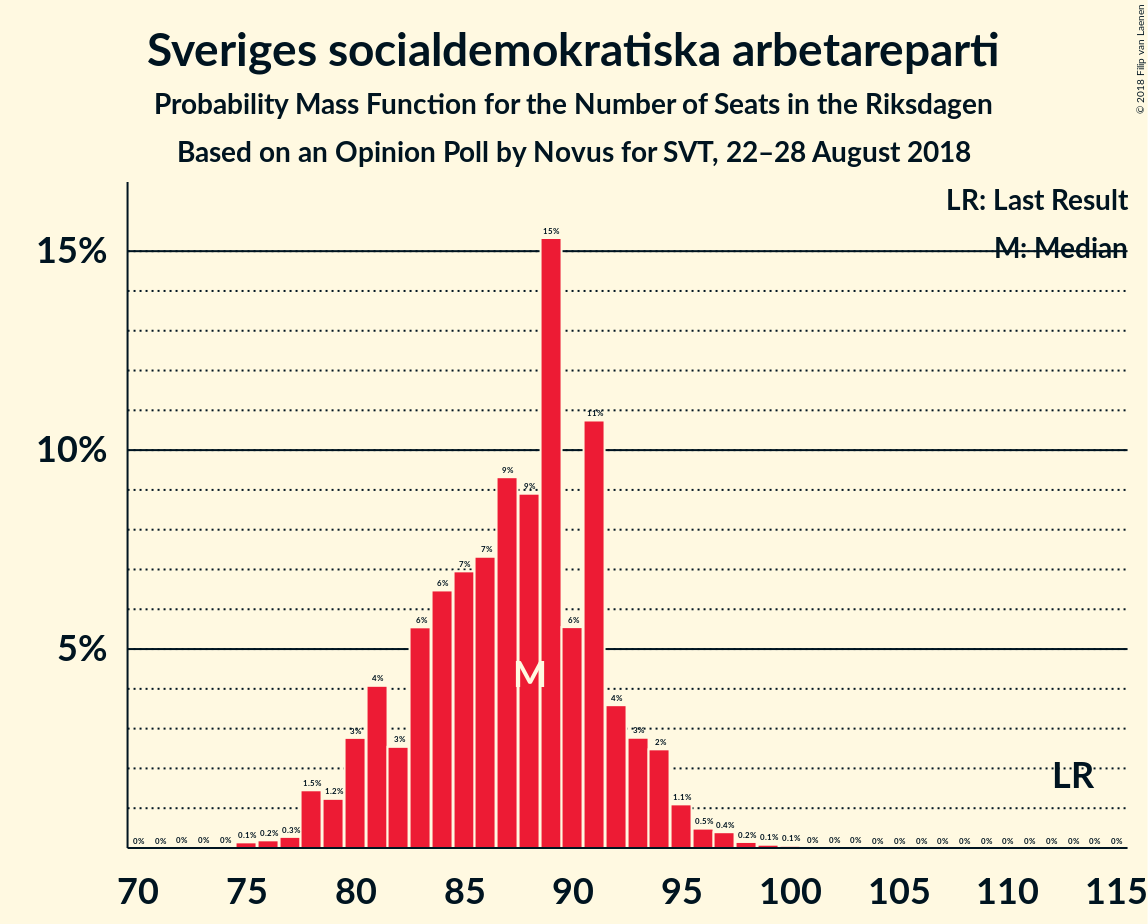 Sveriges socialdemokratiska arbetareparti
Probability Mass Function for the Number of Seats in the Riksdagen
Based on an Opinion Poll by Novus for SVT, 22–28 August 2018
© 2018 Filip van Laenen
LR: Last Result
M: Median
15%
10%
5%
0% 0% 0% 0% 0% 0.1% 0.2% 0.3% 1.5% 1.2% 3% 4% 3% 6% 6% 7% 7% 9% 9% 15% 6% 11% 4% 3% 2% 1.1% 0.5% 0.4% 0.2% 0.1% 0.1% 0% 0% 0% 0% 0% 0% 0% 0% 0% 0% 0% 0% 0% 0% 0%
M
LR
70 75 80 85 90 95 100 105 110 115